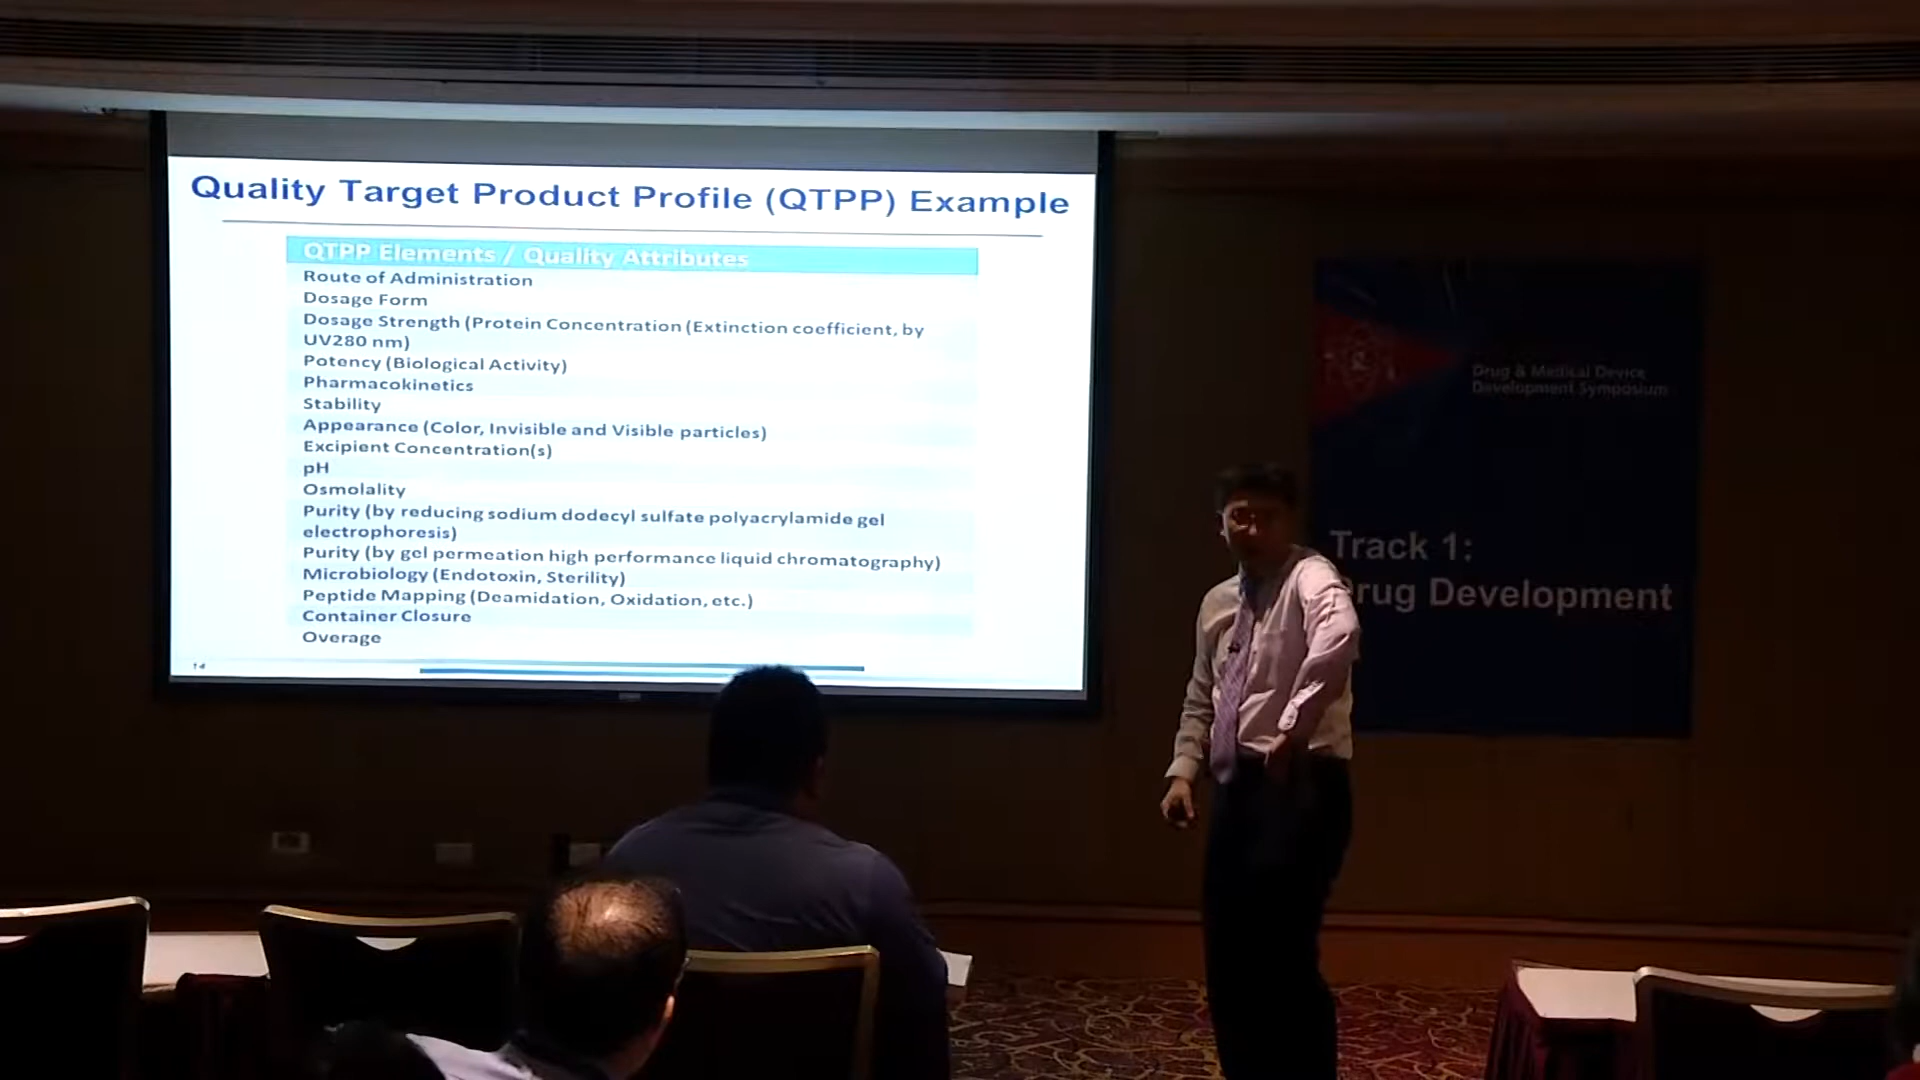 Quality Target Product Profile (QTPP) Example
QTPP Elements / Quality Attributes
Route of Administration
Dosage Form
Dosage Strength (Protein Concentration (Extinction coefficient, by
UV280 nm)
Potency (Biological Activity)
Pharmacokinetics
Stability
Appearance (Color, Invisible and Visible particles)
Excipient Concentration(s)
pH
Osmolality
Purity (by reducing sodium dodecyl sulfate polyacrylamide gel
electrophoresis)
Purity (by gel permeation high performance liquid chromatography)
Microbiology (Endotoxin, Sterility)
Peptide Mapping (Deamidation, Oxidation, etc.)
Container Closure
Overage
14
Drug & Medical Device
Development Symposium
Track 1:
rug Development